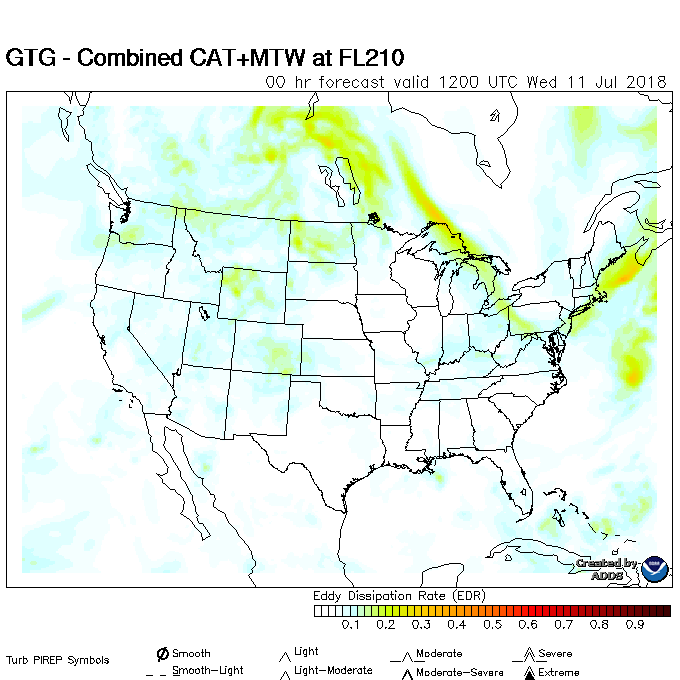 GTG - Combined CAT+MTW at FL210
00 hr forecast valid 1200 UTC Wed 11 Jul 2018
Created by
ADDS
Eddy Dissipation Rate (EDR)
0.1 0.2 0.3 0.4 0.5 0.6 0.7 0.8 0.9
Turb PIREP Symbols
Smooth Light Moderate Severe
Smooth-Light Light-Moderate Moderate-Severe Extreme